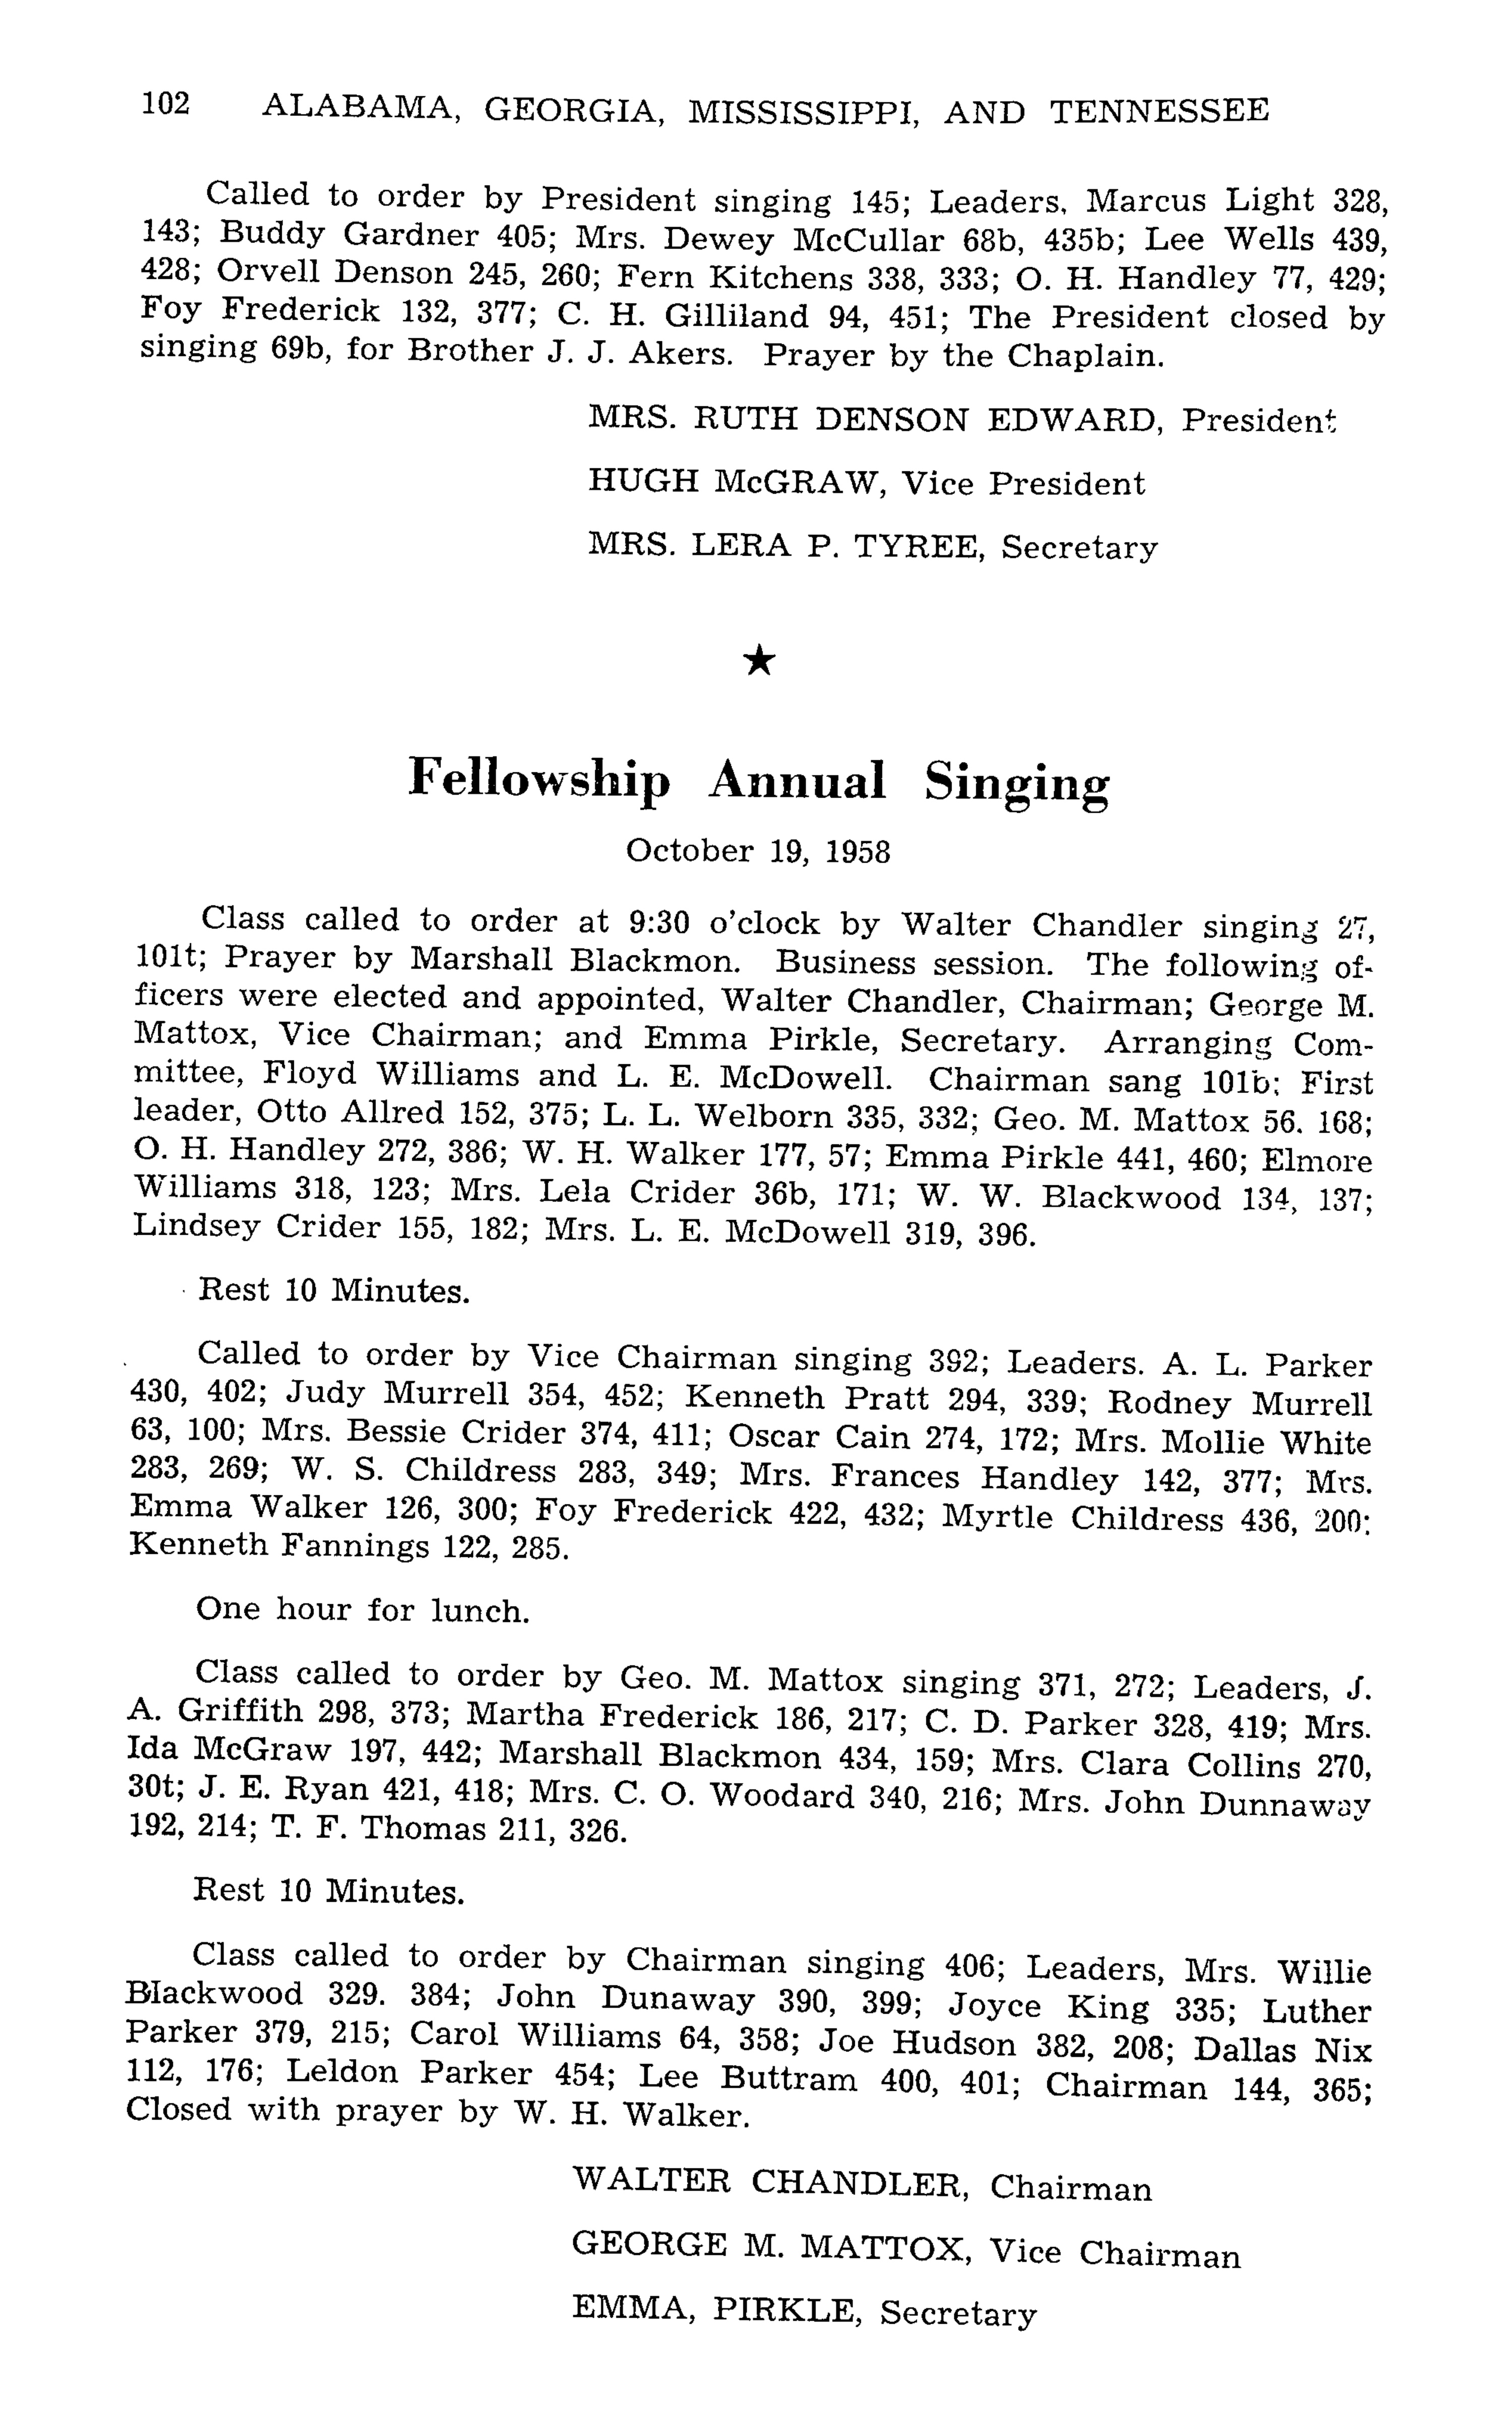 102 ALABAMA, GEORGIA, MISSISSIPPI, AND TENNESSEE
Called to order by President singing 145; Leaders, Marcus Light 328,
143; Buddy Gardner 405; Mrs. Dewey McCullar 68b, 435b; Lee Wells 439,
428; Orvell Denson 245, 260; Fern Kitchens 338, 333; O. H. Handley 77, 429;
Foy Frederick 132, 377; C. H. Gilliland 94, 451; The President closed by
singing 69b, for Brother J. J. Akers. Prayer by the Chaplain.
MRS. RUTH DENSON EDWARD, President
HUGH McGRAW, Vice President
MRS. LERA P. TYREE, Secretary
★
Fellowship Annual Singing
October 19, 1958
Class called to order at 9:30 o'clock by Walter Chandler singing 27,
101t; Prayer by Marshall Blackmon. Business session. The following of-
ficers were elected and appointed, Walter Chandler, Chairman; George M.
Mattox, Vice Chairman; and Emma Pirkle, Secretary. Arranging Com-
mittee, Floyd Williams and L. E. McDowell. Chairman sang 101b; First
leader, Otto Allred 152, 375; L. L. Welborn 335, 332; Geo. M. Mattox 56. 168;
O. H. Handley 272, 386; W. H. Walker 177, 57; Emma Pirkle 441, 460; Elmore
Williams 318, 123; Mrs. Lela Crider 36b, 171; W. W. Blackwood 134, 137;
Lindsey Crider 155, 182; Mrs. L. E. McDowell 319, 396.
Rest 10 Minutes.
Called to order by Vice Chairman singing 392; Leaders. A. L. Parker
430, 402; Judy Murrell 354, 452; Kenneth Pratt 294, 339; Rodney Murrell
63, 100; Mrs. Bessie Crider 374, 411; Oscar Cain 274, 172; Mrs. Mollie White
283, 269; W. S. Childress 283, 349; Mrs. Frances Handley 142, 377; Mrs.
Emma Walker 126, 300; Foy Frederick 422, 432; Myrtle Childress 436, 200:
Kenneth Fannings 122, 285.
One hour for lunch.
Class called to order by Geo. M. Mattox singing 371, 272; Leaders, J.
A. Griffith 298, 373; Martha Frederick 186, 217; C. D. Parker 328, 419; Mrs.
Ida McGraw 197, 442; Marshall Blackmon 434, 159; Mrs. Clara Collins 270,
30t; J. E. Ryan 421, 418; Mrs. C. O. Woodard 340, 216; Mrs. John Dunnaway
192, 214; T. F. Thomas 211, 326.
Rest 10 Minutes.
Class called to order by Chairman singing 406; Leaders, Mrs. Willie
Blackwood 329. 384; John Dunaway 390, 399; Joyce King 335; Luther
Parker 379, 215; Carol Williams 64, 358; Joe Hudson 382, 208; Dallas Nix
112, 176; Leldon Parker 454; Lee Buttram 400, 401; Chairman 144, 365;
Closed with prayer by W. H. Walker.
WALTER CHANDLER, Chairman
GEORGE M. MATTOX, Vice Chairman
EMMA, PIRKLE, Secretary